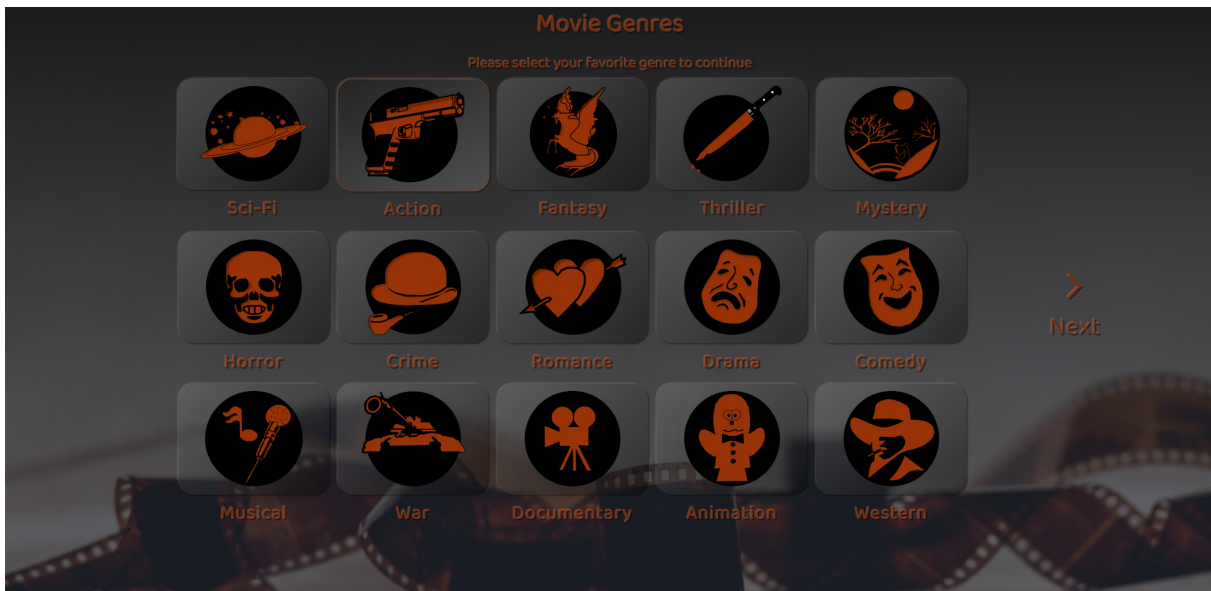 Movie Genres
Please select your favorite genre to continue
Sci-Fi Action Fantasy Thriller Mystery
Horror Crime Romance Drama Comedy
Next
Musical War Documentary Animation Western